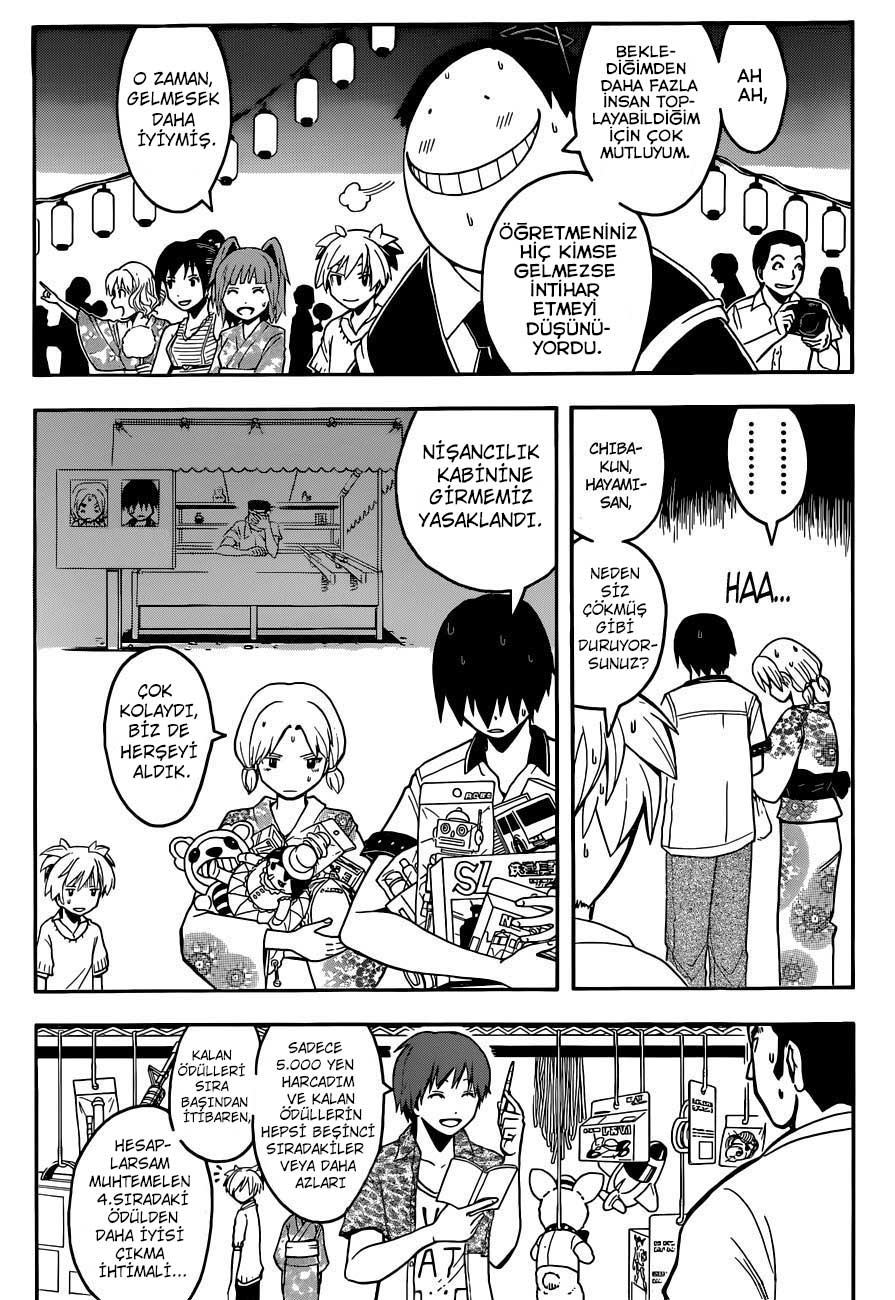 AH
AH,
BEKLE-
DİĞİMDEN
DAHA FAZLA
İNSAN TOP-
LAYABİLDİĞİM
İÇİN ÇOK
MUTLUYUM.
ÖĞRETMENİNİZ
HİÇ KİMSE
GELMEZSE
İNTİHAR
ETMEYİ
DÜŞÜNÜ-
YORDU.
O ZAMAN,
GELMESEK
DAHA
İYİYMİŞ.
CHIBA-
KUN,
HAYAMI-
SAN,
NEDEN
SİZ
ÇÖKMÜŞ
GİBİ
DURUYOR-
SUNUZ?
HAA...
NİŞANCILIK
KABİNİNE
GİRMEMİZ
YASAKLANDI.
ÇOK
KOLAYDI,
BİZ DE
HERŞEYİ
ALDIK.
SL
SADECE
5.000 YEN
HARCADIM
VE KALAN
ÖDÜLLERİN
HEPSİ BEŞİNCİ
SIRADAKİLER
VEYA DAHA
AZLARI
KALAN
ÖDÜLLERİ
SIRA
BAŞINDAN
İTİBAREN,
HESAP-
LARSAM
MUHTEMELEN
4.SIRADAKİ
ÖDÜLDEN
DAHA İYİSİ
ÇIKMA
İHTİMALİ...